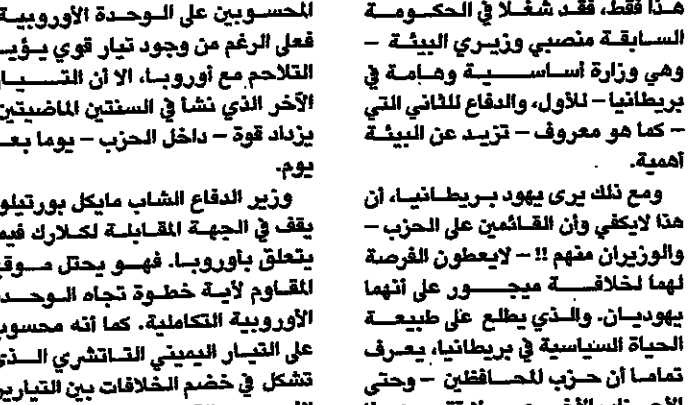 هذا فقط، فقد شغلا في الحكومة
السابقة منصبي وزيري البيئة –
وهي وزارة أساسية وهامة في
بريطانيا – للأول، والدفاع للثاني التي
– كما هو معروف – تزيد عن البيئة
أهمية.
ومع ذلك يرى يهود بريطانيا، أن
هذا لايكفي وأن القائمين على الحزب –
والوزيران منهم !! – لايعطون الفرصة
لهما لخلافة ميجور على أنهما
يهوديان. والذي يطلع على طبيعة
الحياة السياسية في بريطانيا، يعرف
تماما أن حزب المحافظين – وحتى
المحسوبين على الوحدة الأوروبية
فعلى الرغم من وجود تيار قوي يؤيد
التلاحم مع أوروبا، الا أن التيار
الآخر الذي نشأ في السنتين الماضيتين
يزداد قوة – داخل الحزب – يوما بعد
يوم.
وزير الدفاع الشاب مايكل بورتيلو
يقف في الجهة المقابلة لكلارك فيما
يتعلق بأوروبا. فهو يحتل موقع
المقاوم لأية خطوة تجاه الوحدة
الأوروبية التكاملية. كما أنه محسوب
على التيار اليميني التاتشري الذي
تشكل في خضم الخلافات بين التيارين